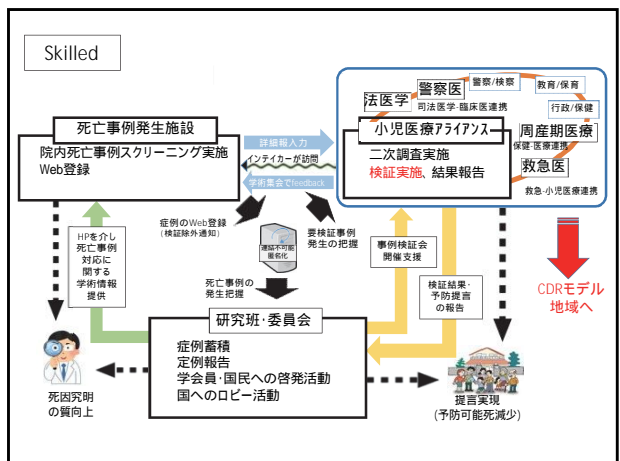 Skilled
警察/検察
教育/保育
警察医
法医学
司法医学・臨床医連携
行政/保健
死亡事例発生施設
院内死亡事例スクリーニング実施
Web登録
詳細報入力
インテイカーが訪問
学術集会でfeedback
小児医療アライアンス
二次調査実施
検証実施、結果報告
周産期医療
保健・医療連携
救急医
救急・小児医療連携
HPを介し
死亡事例
対応に
関する
学術情報
提供
症例のWeb登録
(検証除外通知)
要検証事例
発生の把握
連結不可能
匿名化
死亡事例の
発生把握
事例検証会
開催支援
検証結果・
予防提言
の報告
CDRモデル
地域へ
研究班・委員会
症例蓄積
定例報告
学会員・国民への啓発活動
国へのロビー活動
死因究明
の質向上
提言実現
(予防可能死減少)